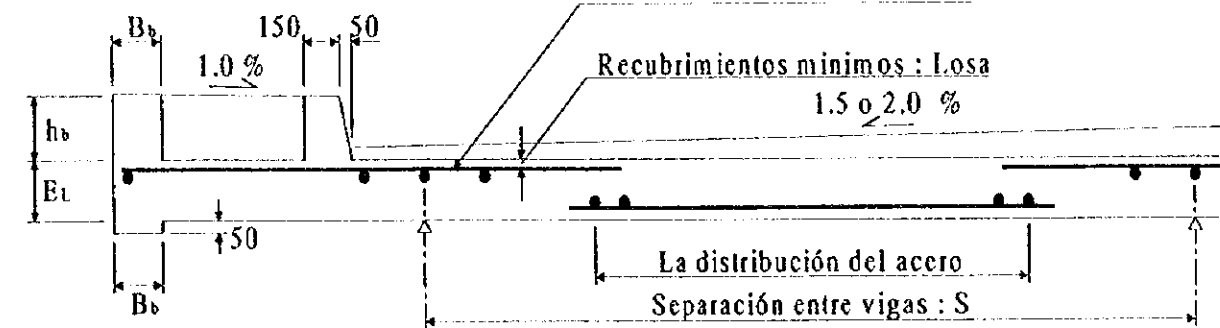 Bb
150
50
1.0 %
Recubrimientos minimos : Losa
1.5 o 2.0 %
hb
EL
50
La distribución del acero
Bb
Separación entre vigas : S